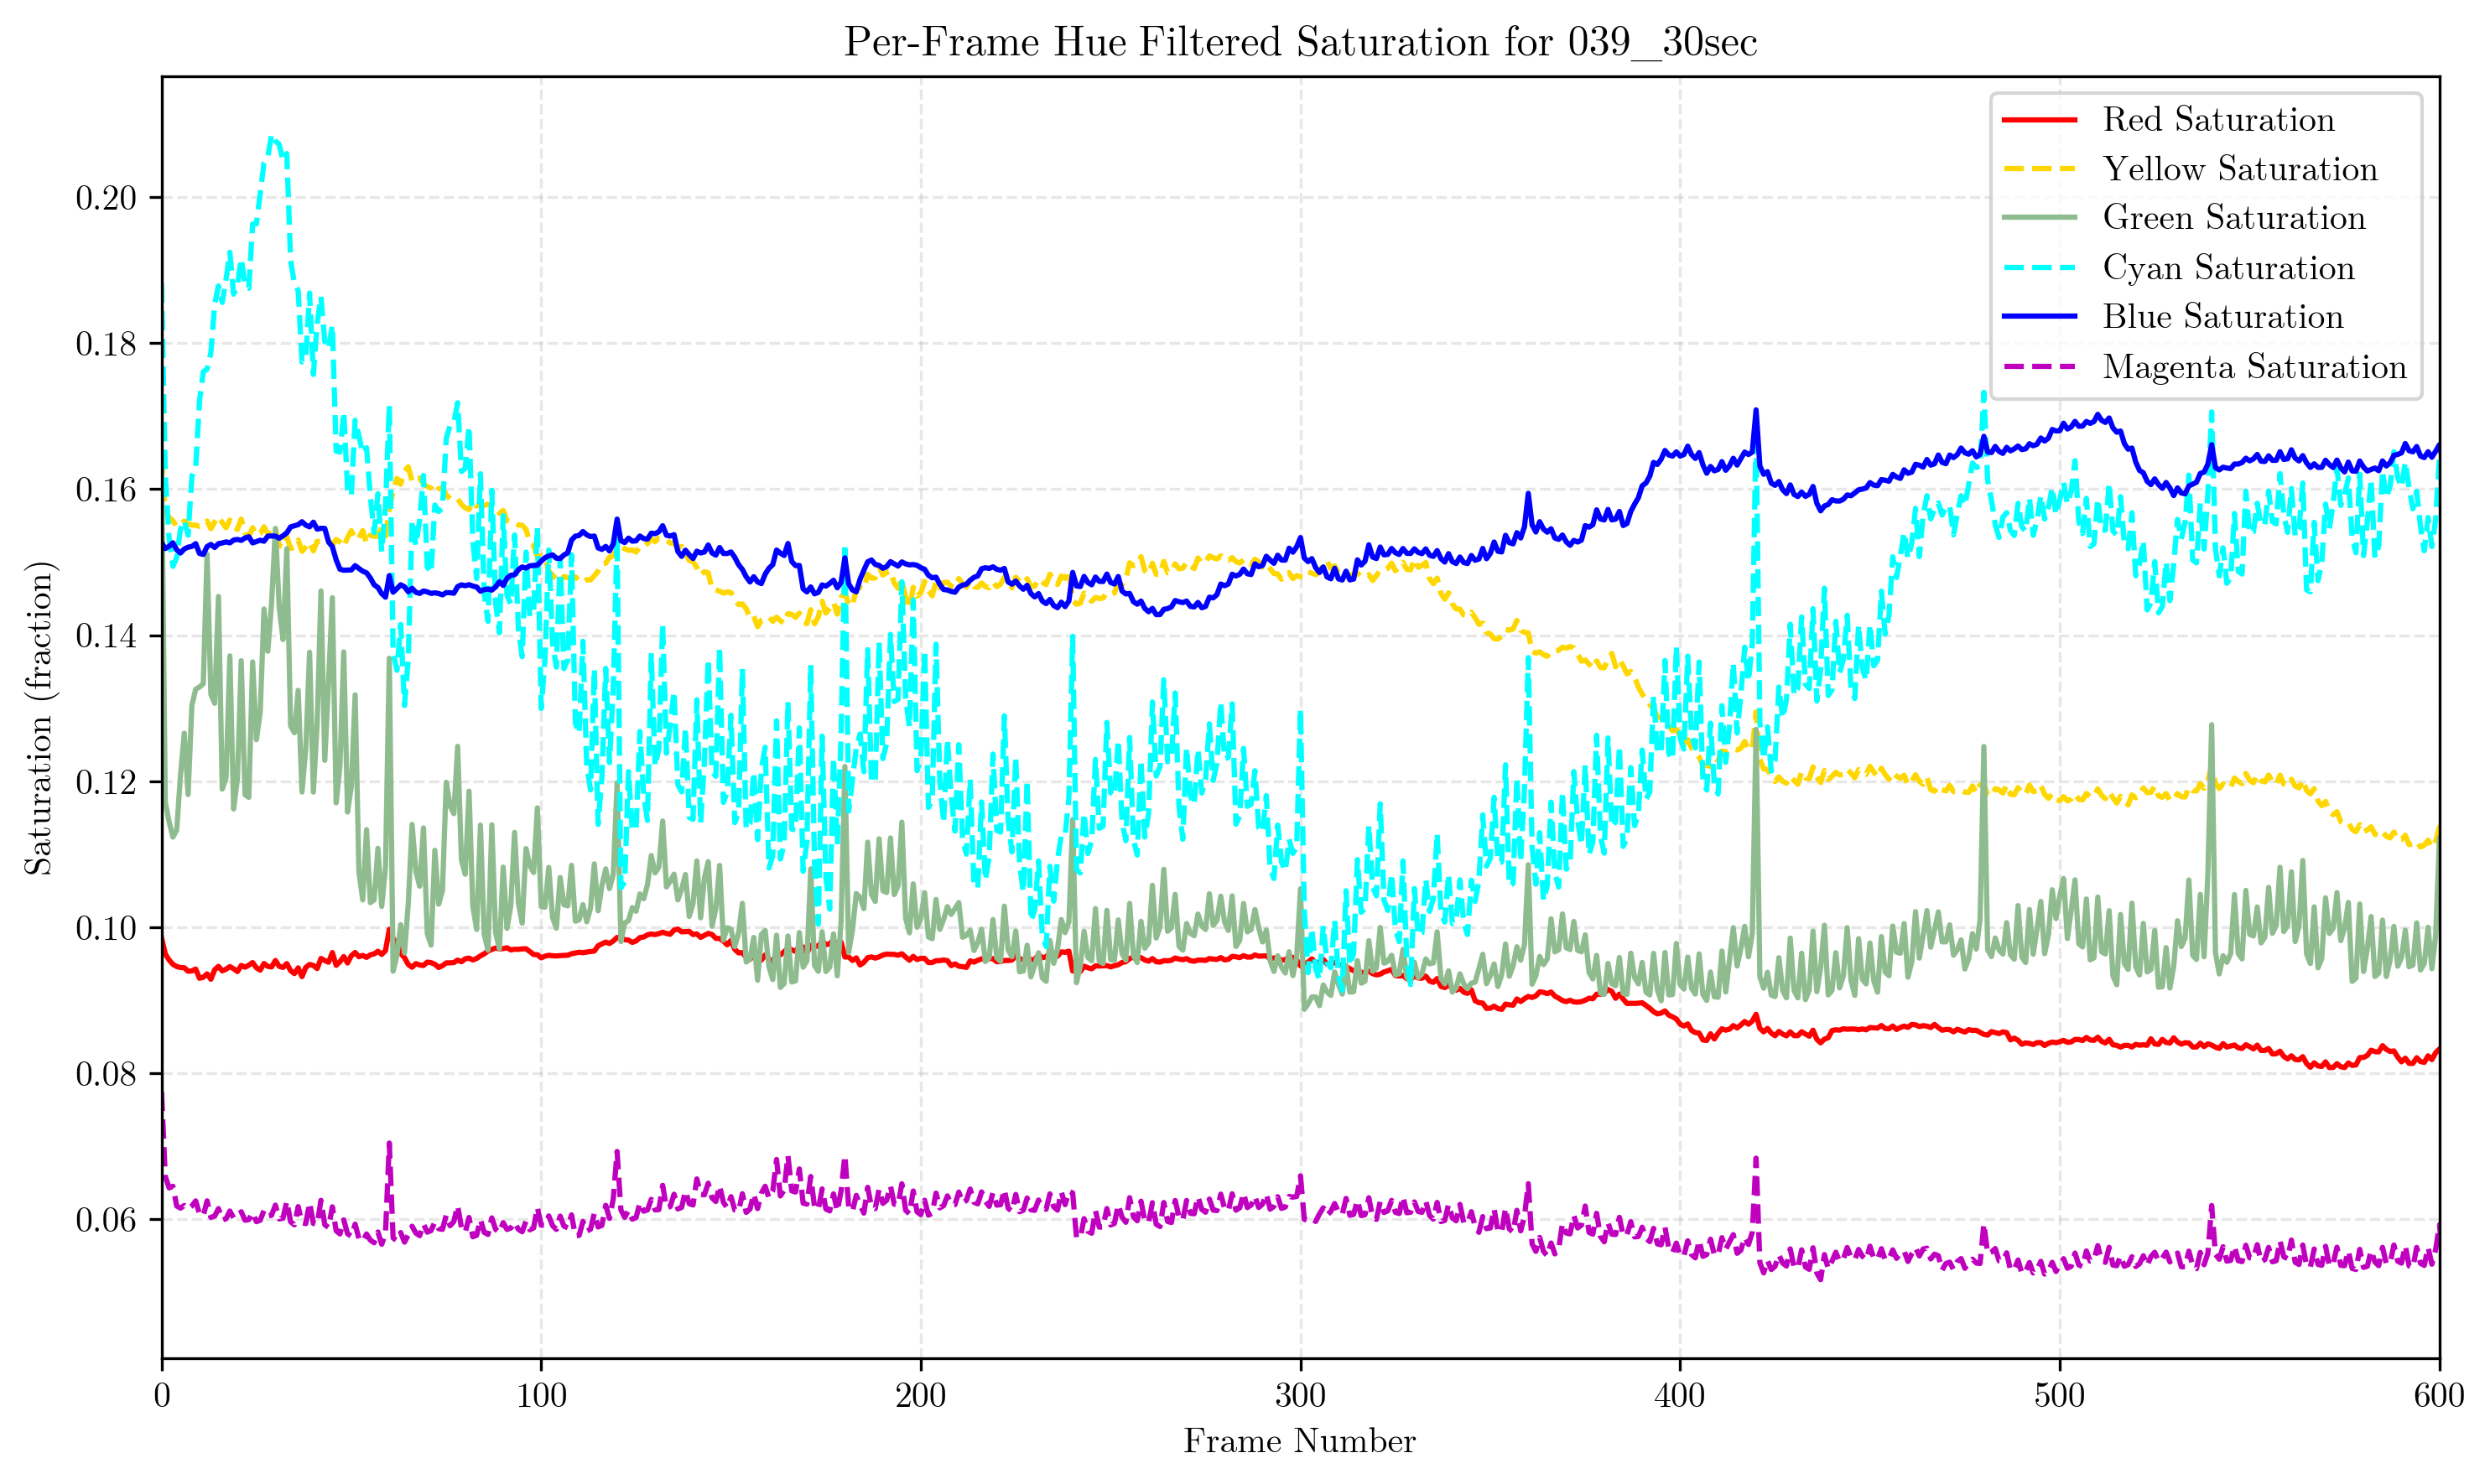 Per-Frame Hue Filtered Saturation for 039__30sec
Red Saturation
Yellow Saturation
Green Saturation
Cyan Saturation
Blue Saturation
Magenta Saturation
Saturation (fraction)
0.20
0.18
0.16
0.14
0.12
0.10
0.08
0.06
0 100 200 300 400 500 600
Frame Number